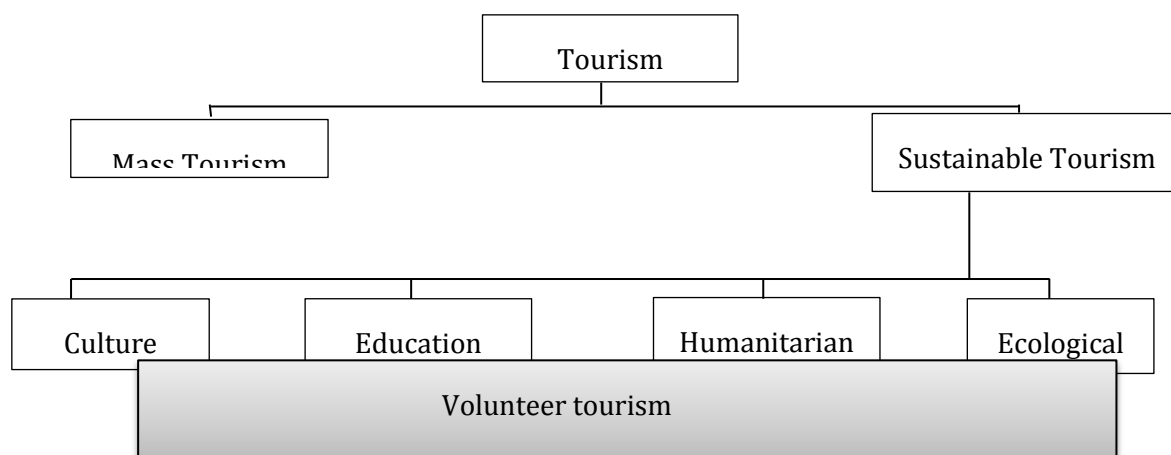 Tourism
Mass Tourism
Sustainable Tourism
Culture
Education
Humanitarian
Ecological
Volunteer tourism